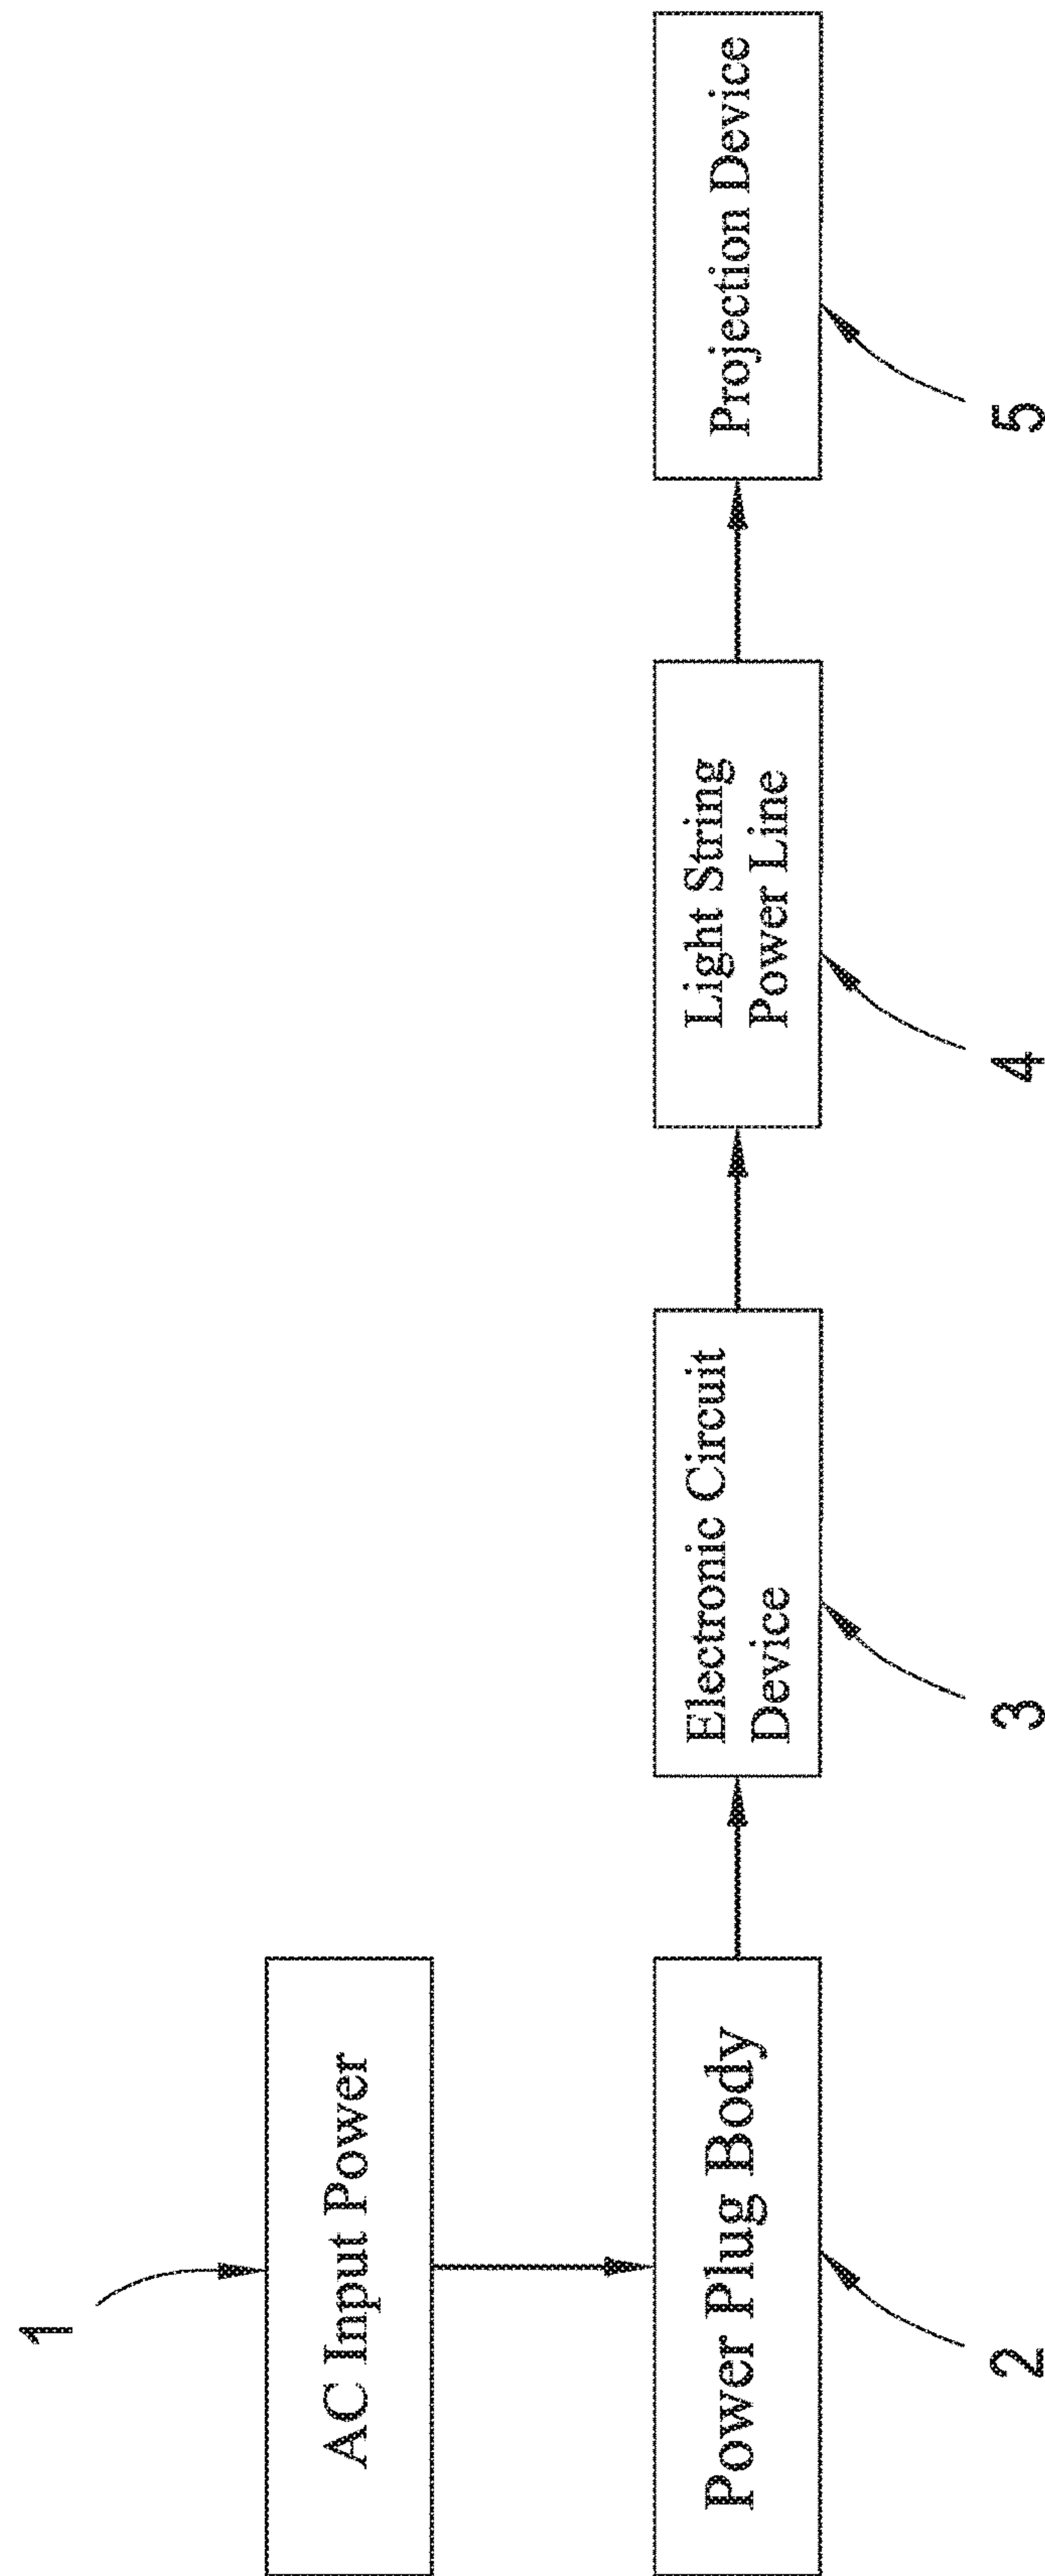 1
AC Input Power
Power Plug Body
2
Electronic Circuit
Device
3
Light String
Power Line
4
Projection Device
5